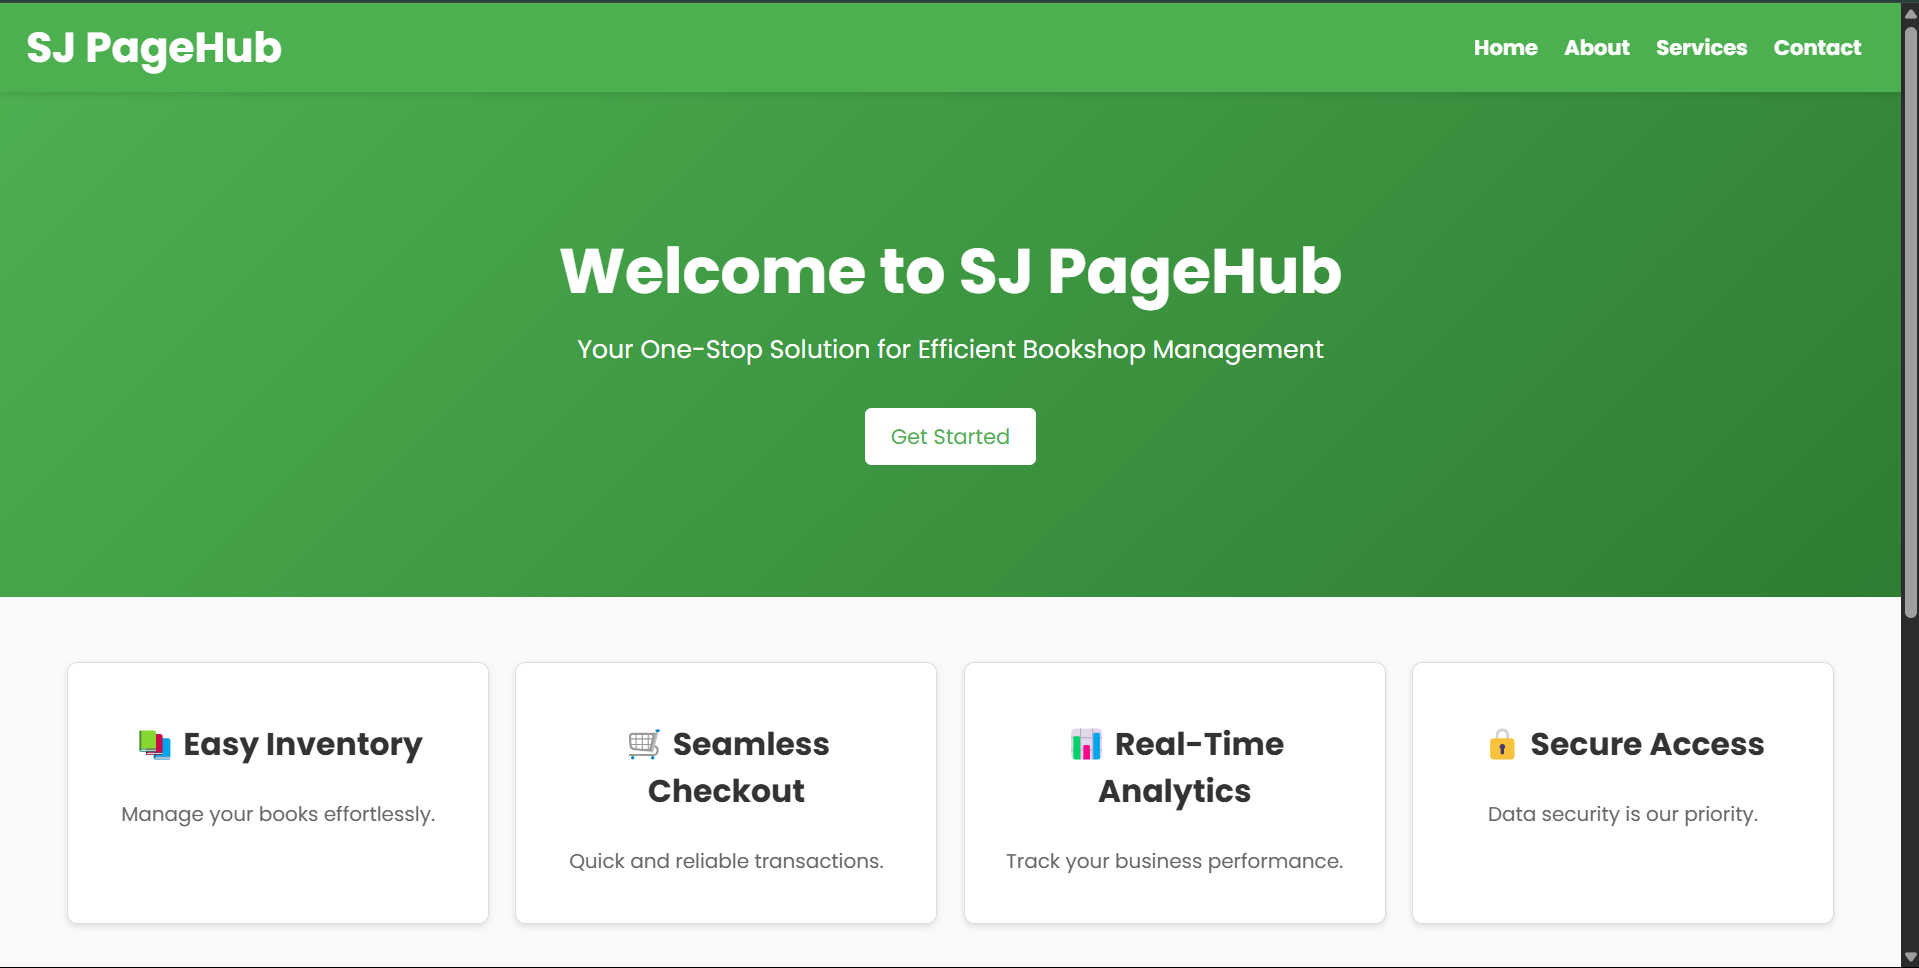 SJ PageHub
Home About Services Contact
Welcome to SJ PageHub
Your One-Stop Solution for Efficient Bookshop Management
Get Started
Easy Inventory
Manage your books effortlessly.
Seamless
Checkout
Quick and reliable transactions.
Real-Time
Analytics
Track your business performance.
Secure Access
Data security is our priority.